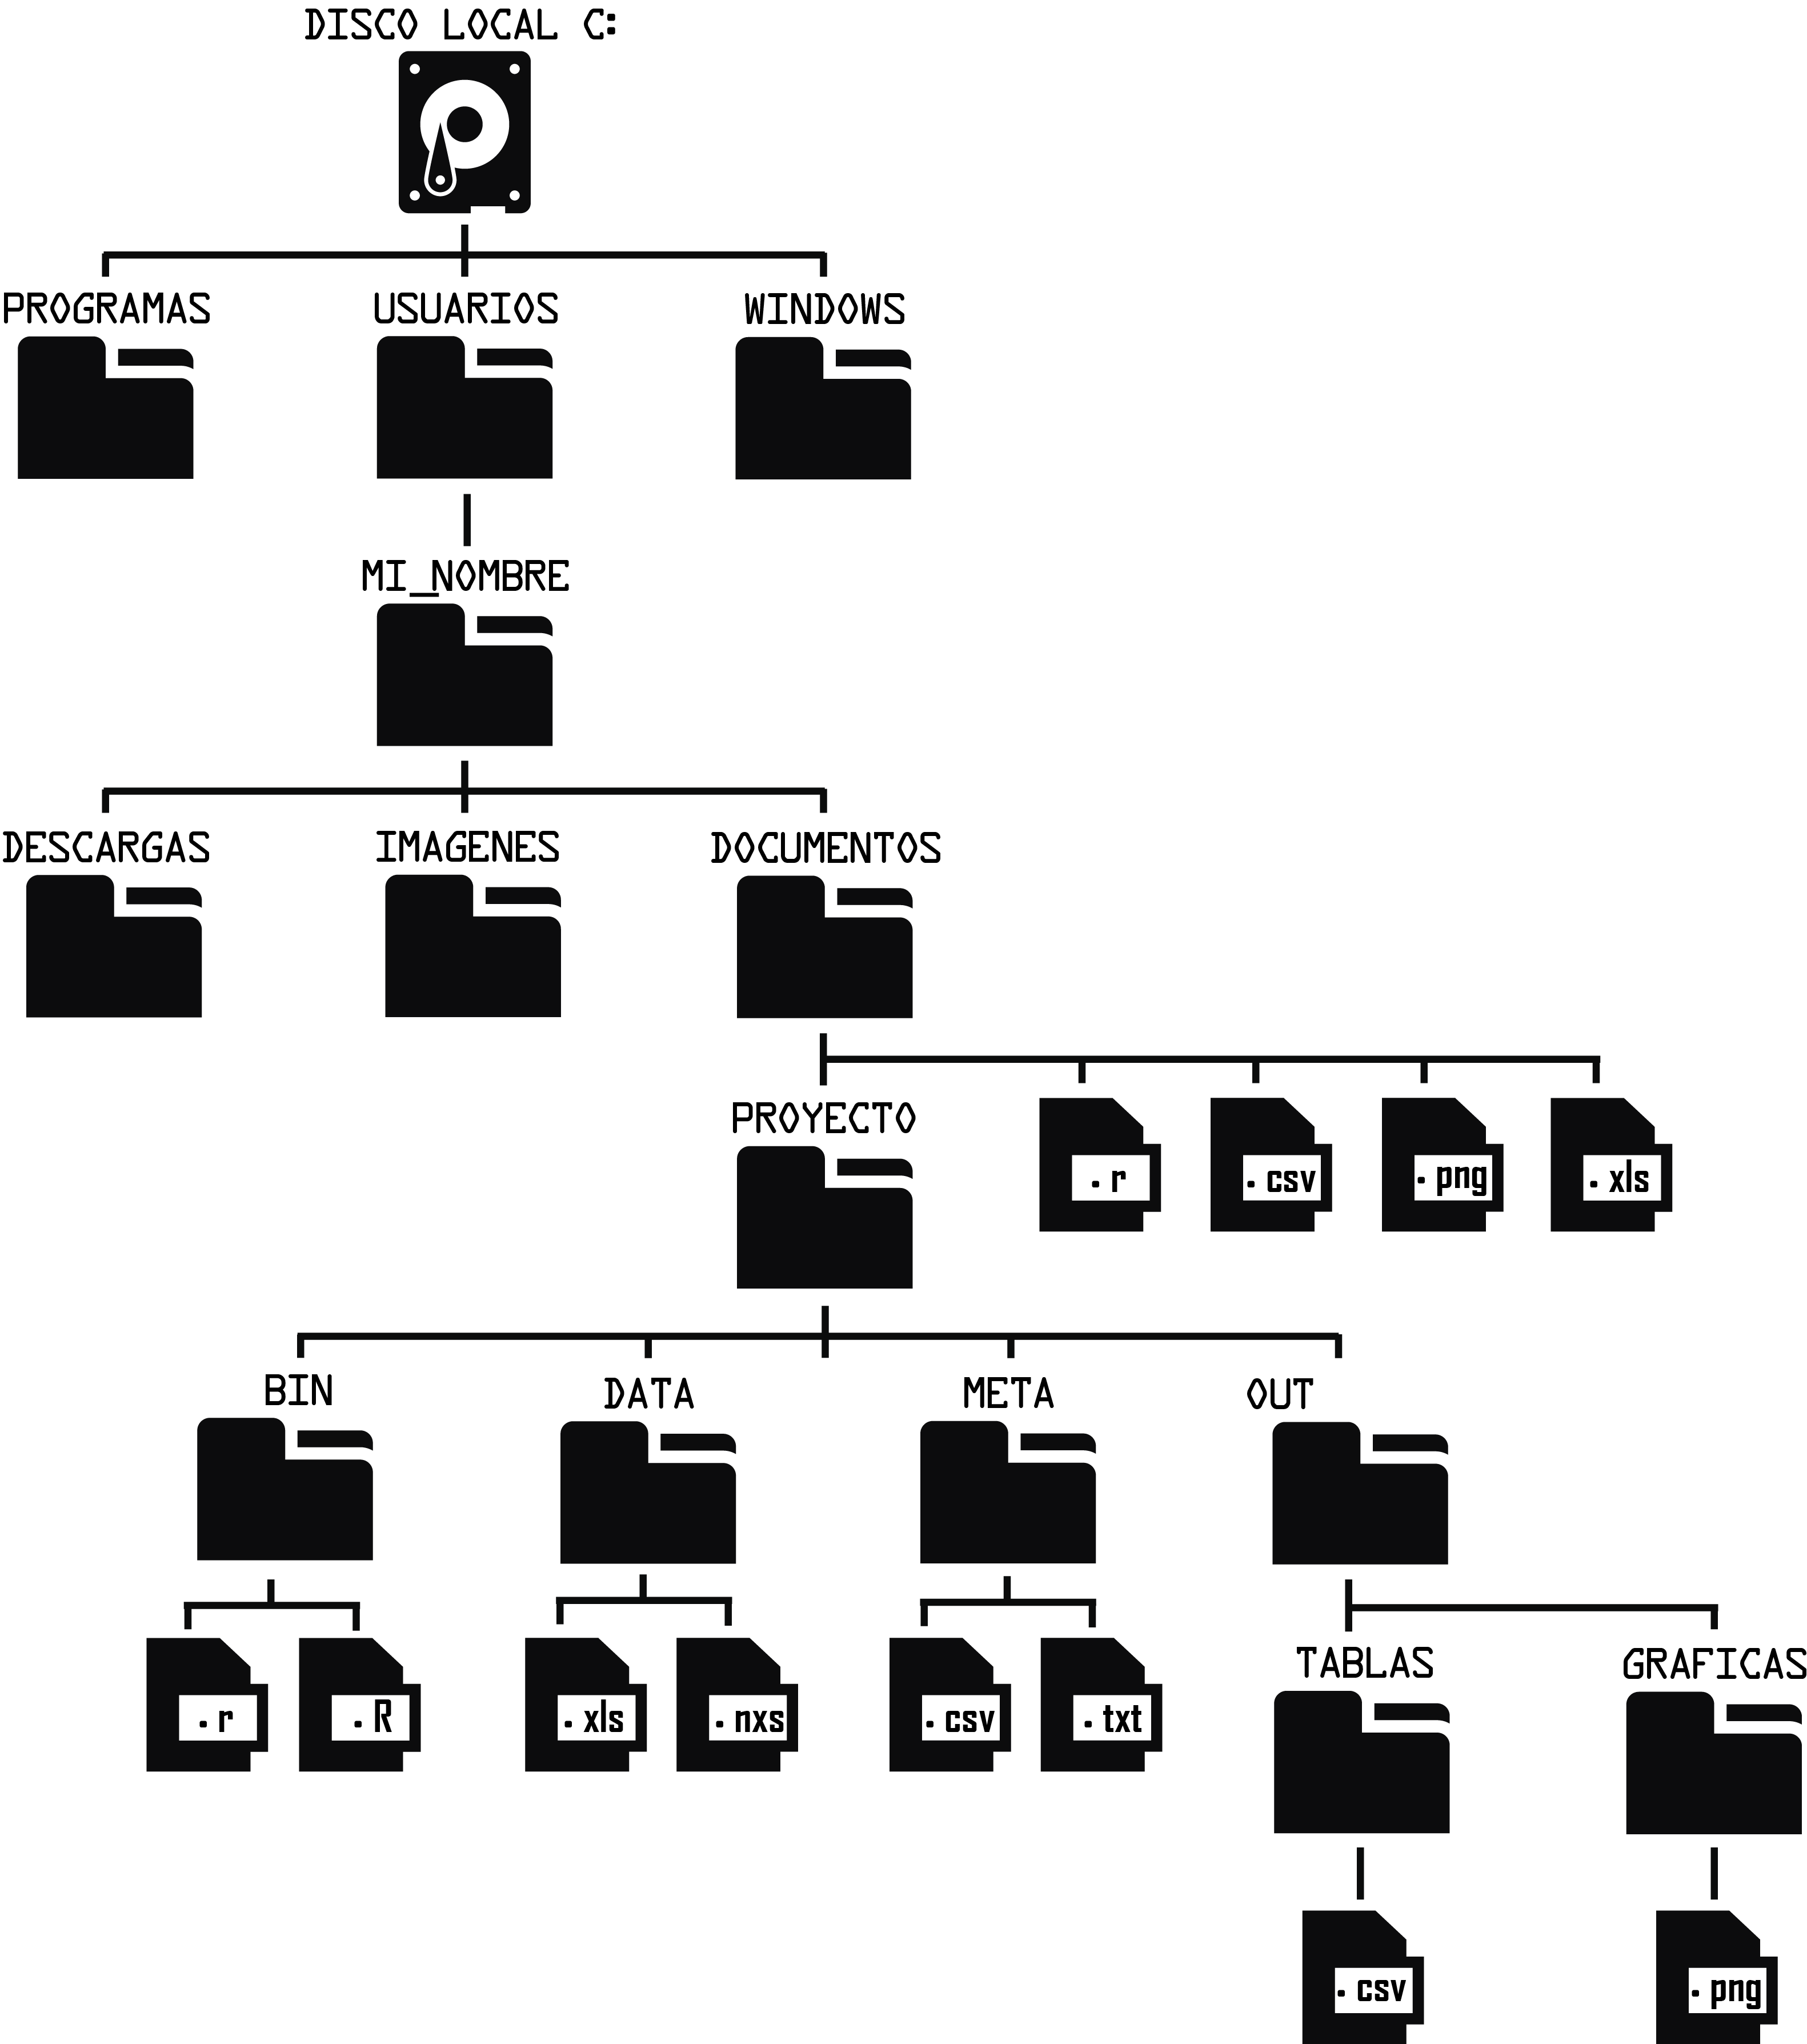 DISCO LOCAL C:
PROGRAMAS
USUARIOS
WINDOWS
MI_NOMBRE
DESCARGAS
IMAGENES
DOCUMENTOS
PROYECTO
. r
. csv
. png
. xls
BIN
DATA
META
OUT
. r
. R
. xls
. nxs
. csv
. txt
TABLAS
GRAFICAS
. csv
. png